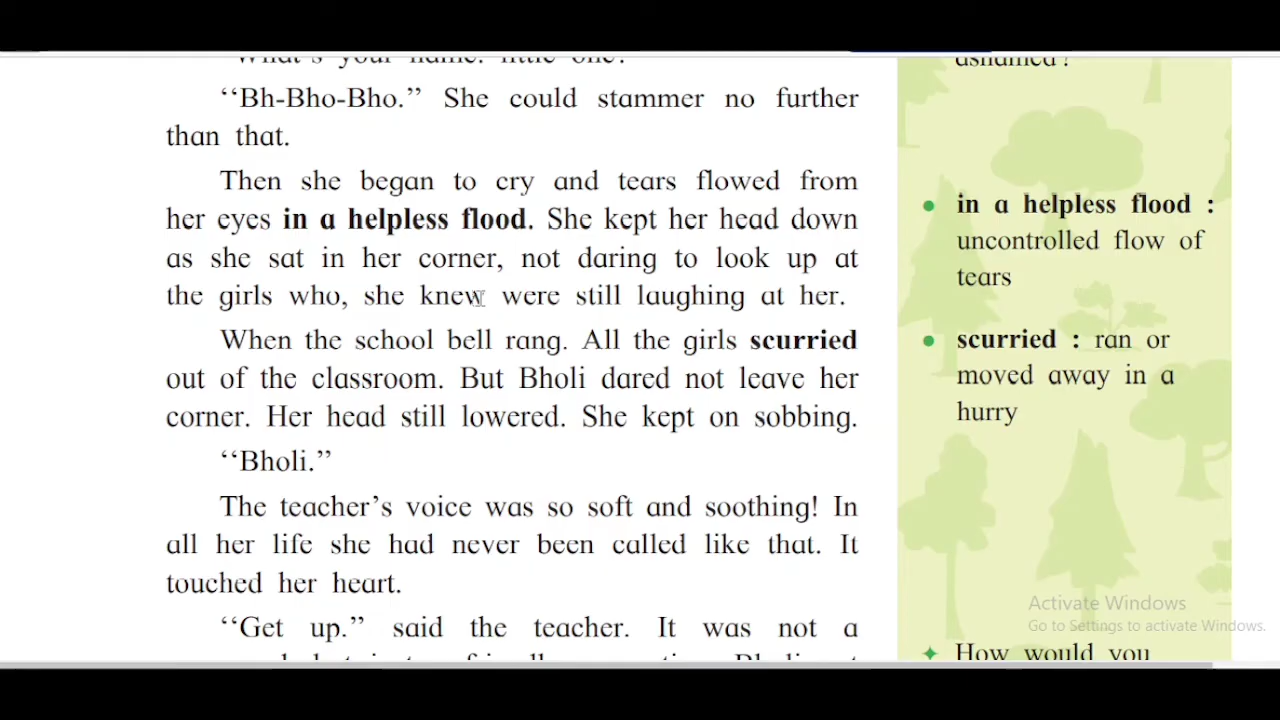 What's your name. little one?
‘‘Bh-Bho-Bho.’’ She could stammer no further
than that.
Then she began to cry and tears flowed from
her eyes in a helpless flood. She kept her head down
as she sat in her corner, not daring to look up at
the girls who, she knew were still laughing at her.
When the school bell rang. All the girls scurried
out of the classroom. But Bholi dared not leave her
corner. Her head still lowered. She kept on sobbing.
‘‘Bholi.’’
The teacher’s voice was so soft and soothing! In
all her life she had never been called like that. It
touched her heart.
‘‘Get up.’’ said the teacher. It was not a
ashamed?
• in a helpless flood :
uncontrolled flow of
tears
• scurried : ran or
moved away in a
hurry
Activate Windows
Go to Settings to activate Windows.
✦ How would you